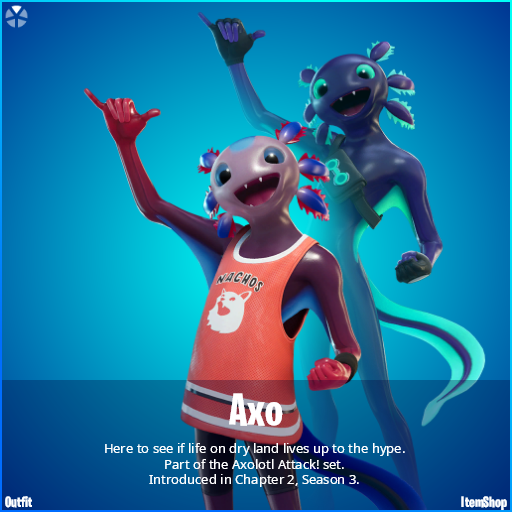 NACHOS
Axo
Here to see if life on dry land lives up to the hype.
Part of the Axolotl Attack! set.
Introduced in Chapter 2, Season 3.
Outfit
ItemShop